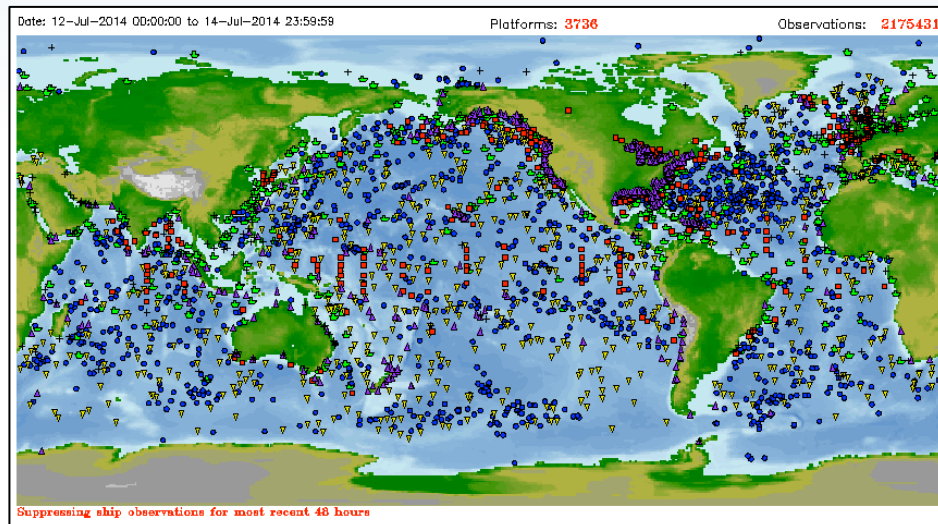 Date: 12-Jul-2014 00:00:00 to 14-Jul-2014 23:59:59 Platforms: 3736 Observations: 2175431
Suppressing ship observations for most recent 48 hours